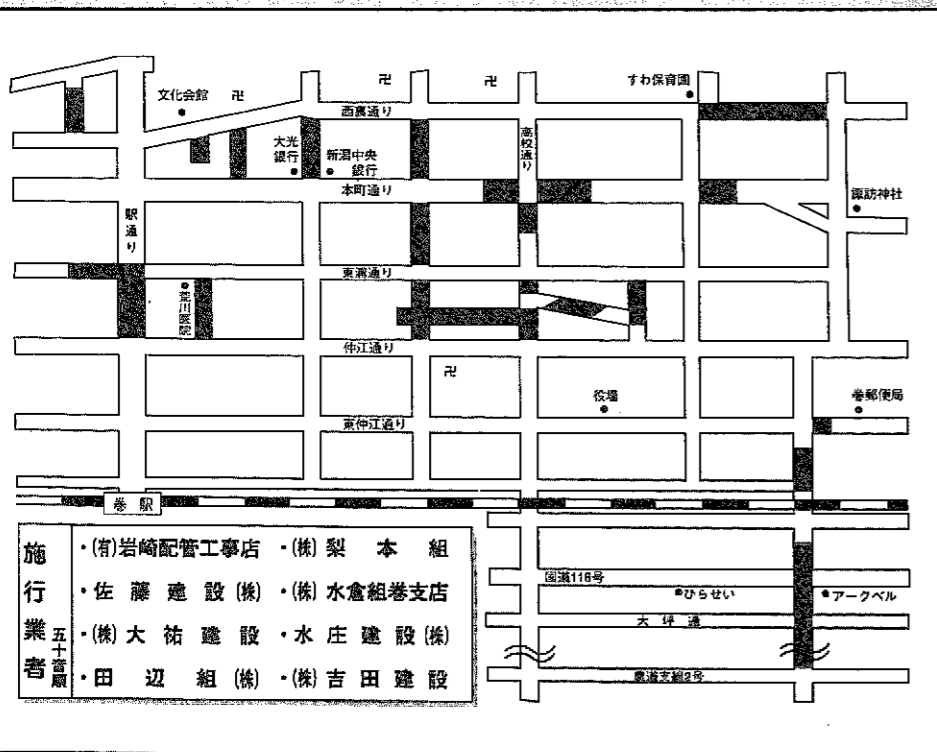 卍
卍
すわ保育園
文化会館
卍
西裏通り
大光
銀行
新潟中央
銀行
高校通り
本町通り
諏訪神社
駅通り
東溝通り
荒川医院
仲江通り
卍
役場
巻郵便局
東仲江通り
巻駅
施行業者
五十音順
・(有)岩崎配管工事店
・(株)梨本組
・佐藤建設(株)
・(株)水倉組巻支店
・(株)大祐建設
・水庄建設(株)
・田辺組(株)
・(株)吉田建設
国道116号
ひらせい
アークベル
大坪通
農道支線2号